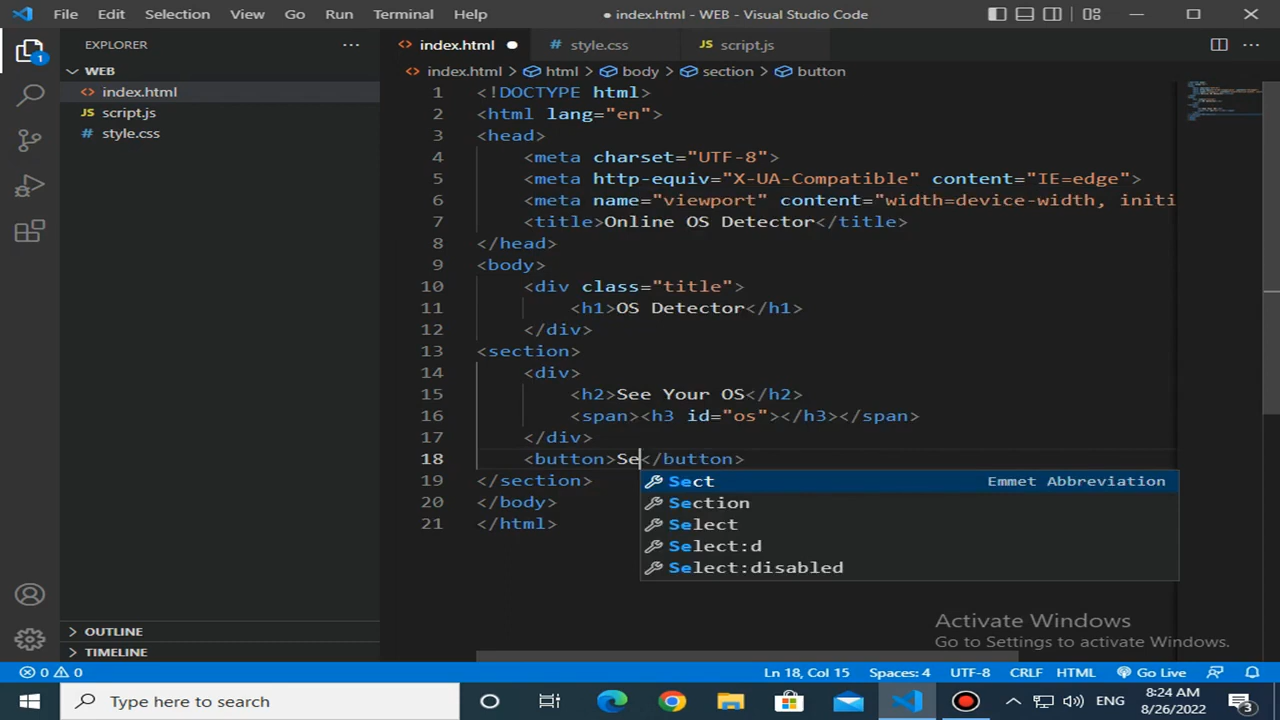 File Edit Selection View Go Run Terminal Help
● index.html - WEB - Visual Studio Code
EXPLORER
index.html
style.css
JS script.js
index.html > html > body > section > button
WEB
index.html
JS script.js
style.css
1 <!DOCTYPE html>
2 <html lang="en">
3 <head>
4 <meta charset="UTF-8">
5 <meta http-equiv="X-UA-Compatible" content="IE=edge">
6 <meta name="viewport" content="width=device-width, initi
7 <title>Online OS Detector</title>
8 </head>
9 <body>
10 <div class="title">
11 <h1>OS Detector</h1>
12 </div>
13 <section>
14 <div>
15 <h2>See Your OS</h2>
16 <span><h3 id="os"></h3></span>
17 </div>
18 <button>Se</button>
19 </section>
20 </body>
21 </html>
Sect Emmet Abbreviation
Section
Select
Select:d
Select:disabled
OUTLINE
TIMELINE
Activate Windows
Go to Settings to activate Windows.
0 0 Ln 18, Col 15 Spaces: 4 UTF-8 CRLF HTML Go Live
Type here to search
ENG
8:24 AM
8/26/2022
3
1